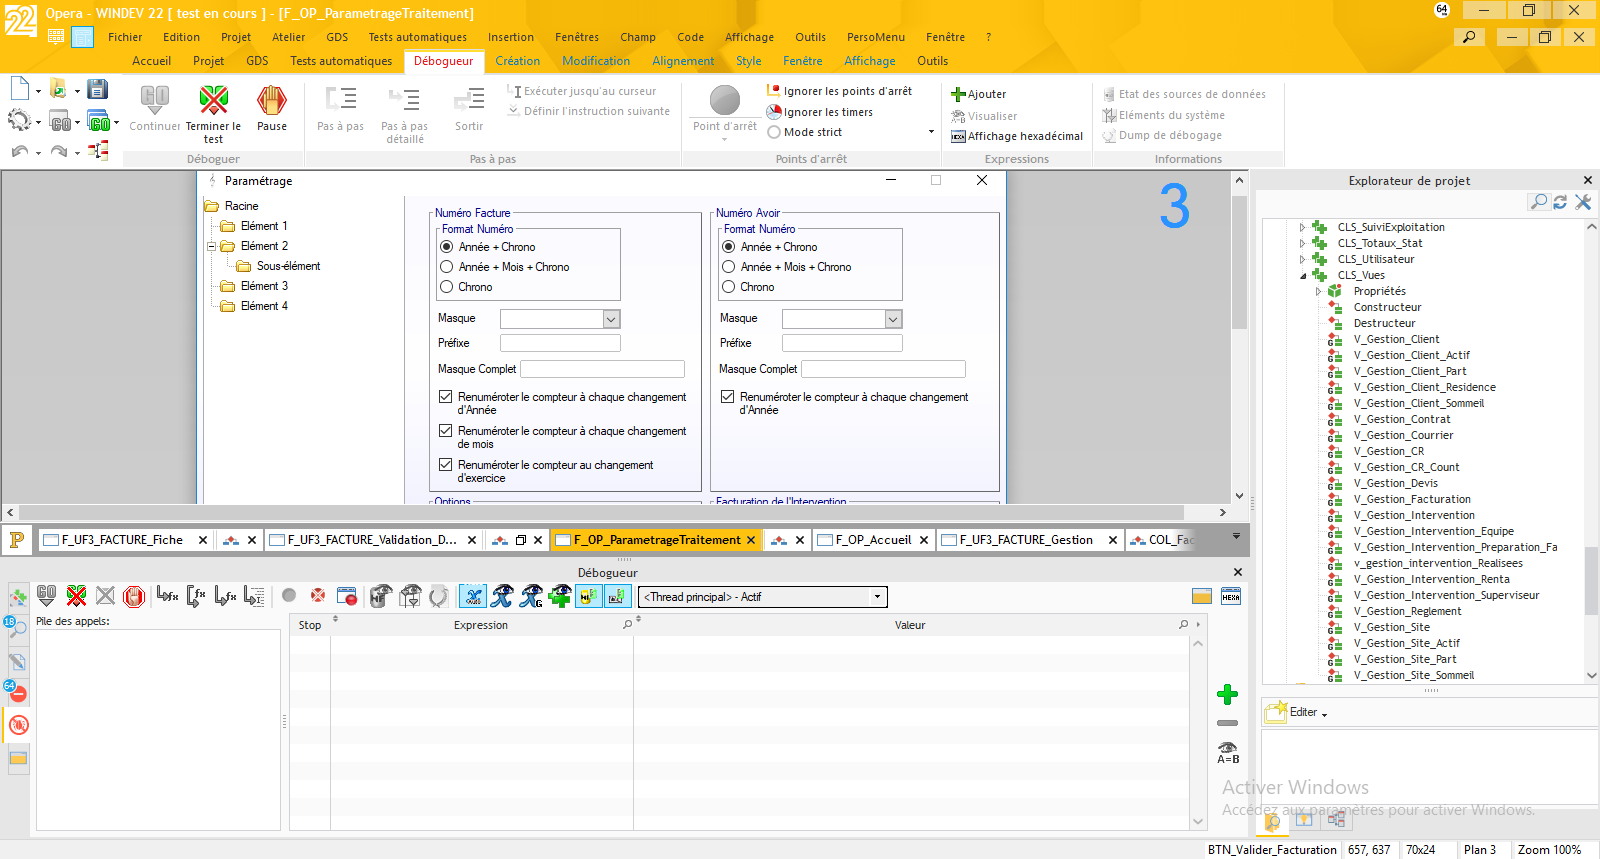 22 Opera - WINDEV 22 [ test en cours ] - [F_OP_ParametrageTraitement] 64
Fichier Edition Projet Atelier GDS Tests automatiques Insertion Fenêtres Champ Code Affichage Outils PersoMenu Fenêtre ?
Accueil Projet GDS Tests automatiques Débogueur Création Modification Alignement Style Fenêtre Affichage Outils
GO Continuer
Terminer le test
Pause
Déboguer
Pas à pas
Pas à pas détaillé
Sortir
Exécuter jusqu'au curseur
Définir l'instruction suivante
Pas à pas
Point d'arrêt
Ignorer les points d'arrêt
Ignorer les timers
Mode strict
Points d'arrêt
Ajouter
Visualiser
Affichage hexadécimal
Expressions
Etat des sources de données
Eléments du système
Dump de débogage
Informations
Paramétrage
3
Racine
Elément 1
Elément 2
Sous-élément
Elément 3
Elément 4
Numéro Facture
Format Numéro
Année + Chrono
Année + Mois + Chrono
Chrono
Masque
Préfixe
Masque Complet
Renuméroter le compteur à chaque changement
d'Année
Renuméroter le compteur à chaque changement
de mois
Renuméroter le compteur au changement
d'exercice
Options
Numéro Avoir
Format Numéro
Année + Chrono
Année + Mois + Chrono
Chrono
Masque
Préfixe
Masque Complet
Renuméroter le compteur à chaque changement
d'Année
Facturation de l'Intervention
P F_UF3_FACTURE_Fiche F_UF3_FACTURE_Validation_D... F_OP_ParametrageTraitement F_OP_Accueil F_UF3_FACTURE_Gestion COL_Fac
Débogueur
<Thread principal> - Actif
HEXA
Pile des appels:
Stop Expression Valeur
18
64
A=B
Explorateur de projet
CLS_SuiviExploitation
CLS_Totaux_Stat
CLS_Utilisateur
CLS_Vues
Propriétés
Constructeur
Destructeur
V_Gestion_Client
V_Gestion_Client_Actif
V_Gestion_Client_Part
V_Gestion_Client_Residence
V_Gestion_Client_Sommeil
V_Gestion_Contrat
V_Gestion_Courrier
V_Gestion_CR
V_Gestion_CR_Count
V_Gestion_Devis
V_Gestion_Facturation
V_Gestion_Intervention
V_Gestion_Intervention_Equipe
V_Gestion_Intervention_Preparation_Fa
v_gestion_intervention_Realisees
V_Gestion_Intervention_Renta
V_Gestion_Intervention_Superviseur
V_Gestion_Reglement
V_Gestion_Site
V_Gestion_Site_Actif
V_Gestion_Site_Part
V_Gestion_Site_Sommeil
Editer
Activer Windows
Accédez aux paramètres pour activer Windows.
BTN_Valider_Facturation 657, 637 70x24 Plan 3 Zoom 100%